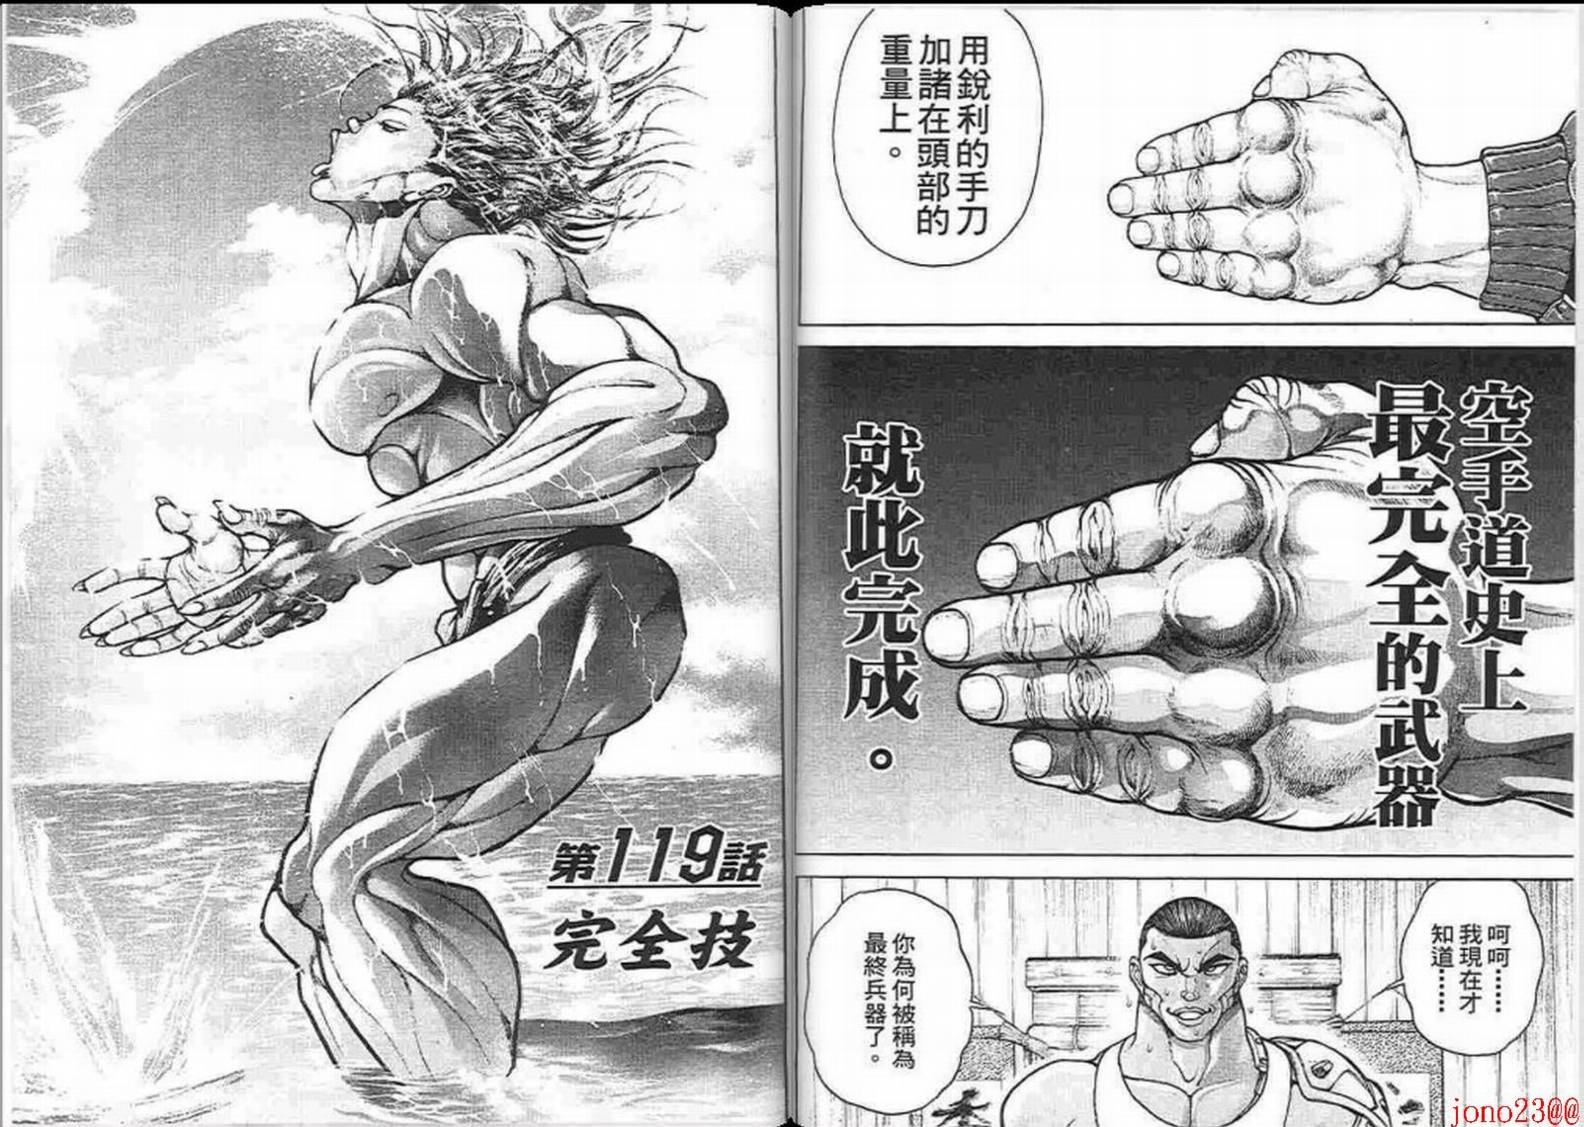 用銳利的手刀
加諸在頭部的
重量上。
空手道史上
最完全的武器
就此完成。
呵呵……
我現在才
知道……
你為何被稱為
最終兵器了。
第119話
完全技
jono23@@